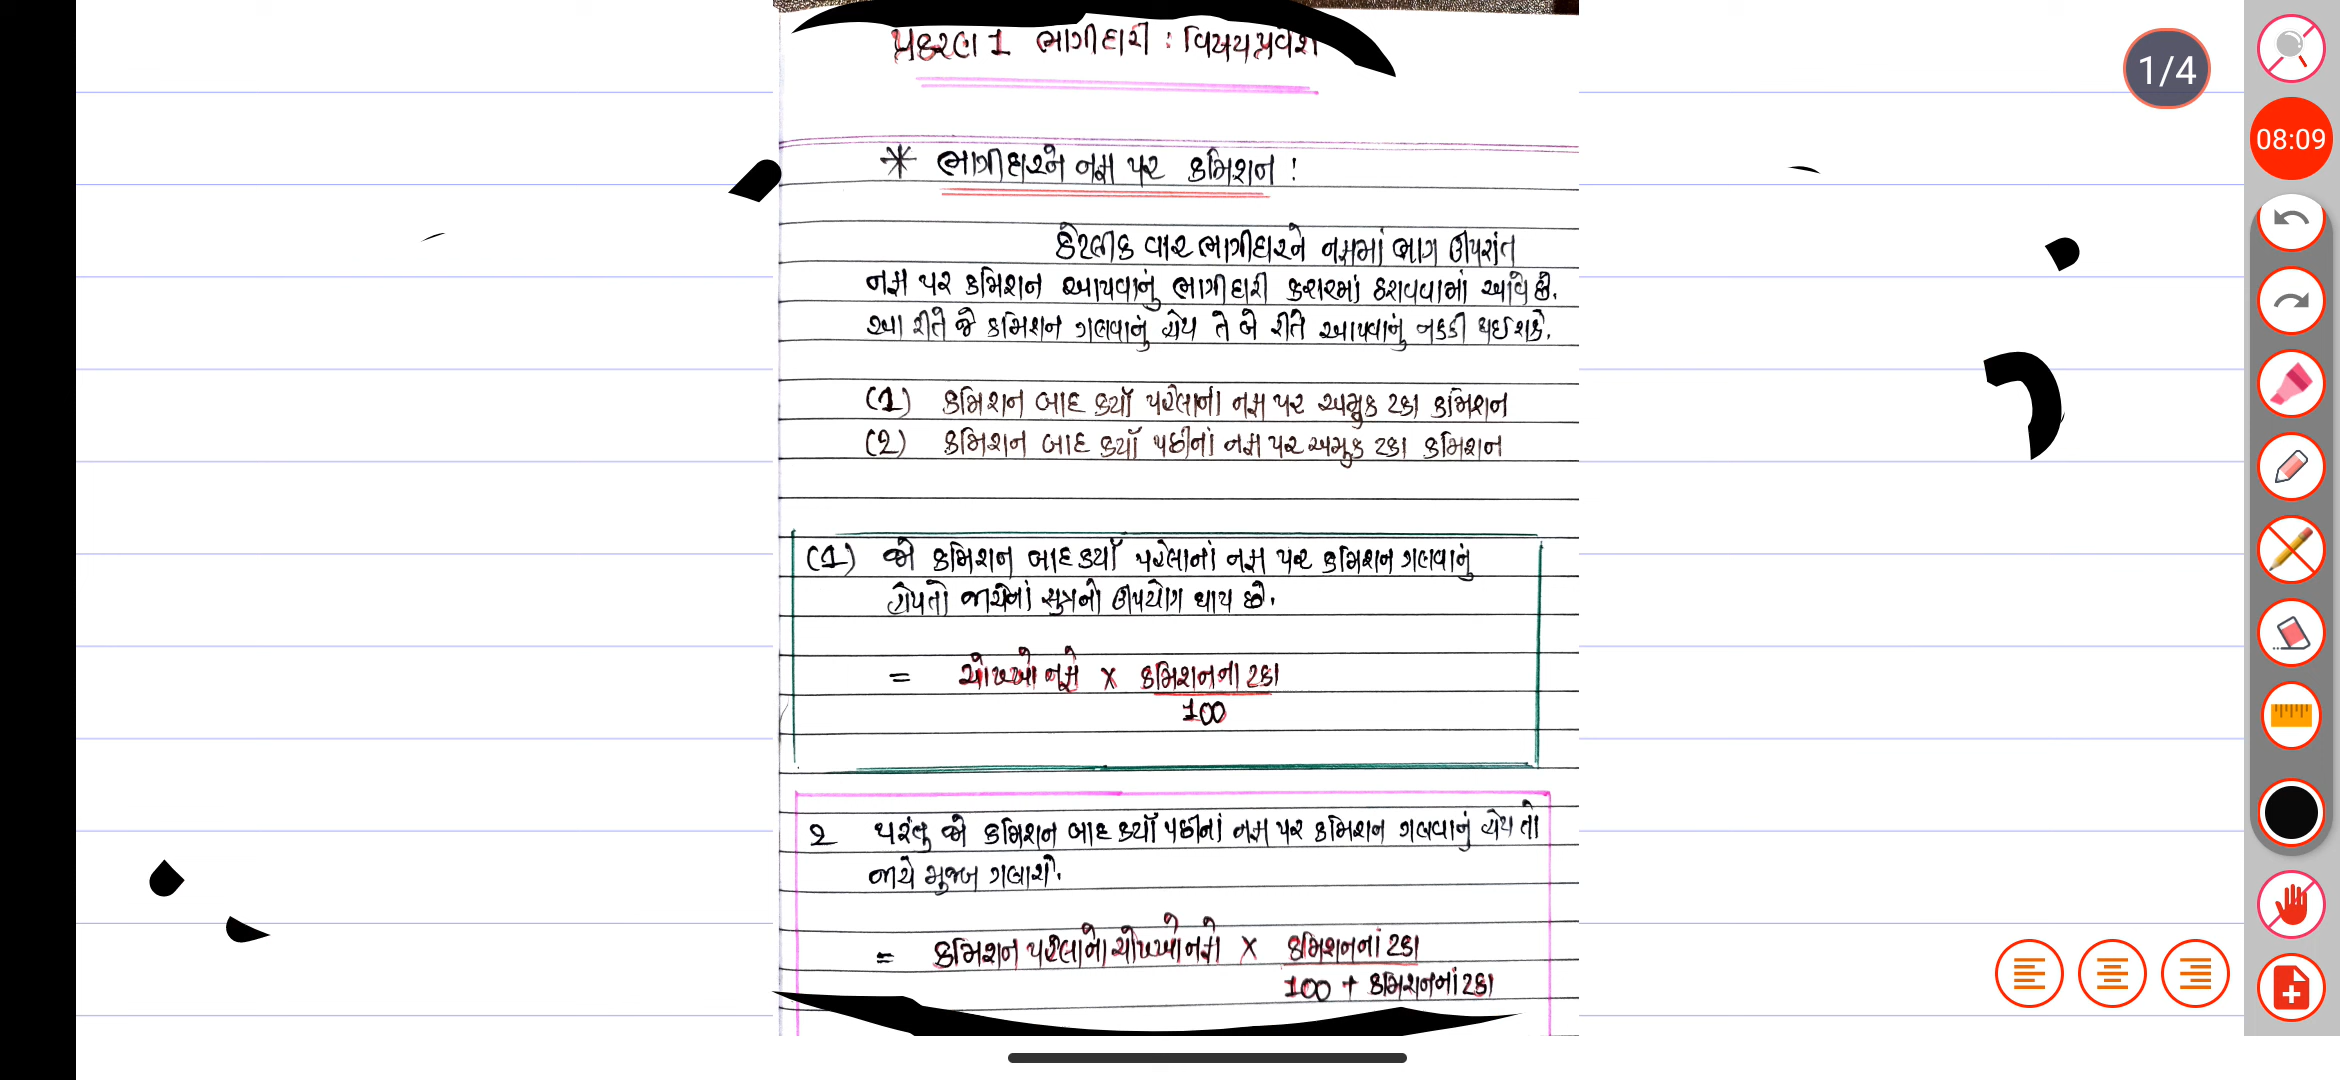 પ્રકરણ 1 ભાગીદારી : વિષયપ્રવેશ
1/4
08:09
* ભાગીદારને નફા પર કમિશન :
કેટલીક વાર ભાગીદારને નફામાં ભાગ ઉપરાંત
નફા પર કમિશન આપવાનું ભાગીદારી કરારમાં ઠરાવવામાં આવે છે.
આ રીતે જે કમિશન ગણવાનું હોય તે બે રીતે આપવાનું નક્કી થઈ શકે.
(1) કમિશન બાદ કર્યા પહેલાના નફા પર અમુક ટકા કમિશન
(2) કમિશન બાદ કર્યા પછીનાં નફા પર અમુક ટકા કમિશન
(1) જો કમિશન બાદ કર્યા પહેલાનાં નફા પર કમિશન ગણવાનું
હોયતો નીચેનાં સુત્રનો ઉપયોગ થાય છે.
= ચોખ્ખો નફો × કમિશનના ટકા
100
2 પરંતુ જો કમિશન બાદ કર્યા પછીનાં નફા પર કમિશન ગણવાનું હોય તો
નીચે મુજબ ગણાશે.
= કમિશન પહેલાનો ચોખ્ખો નફો × કમિશનનાં ટકા
100 + કમિશનનાં ટકા